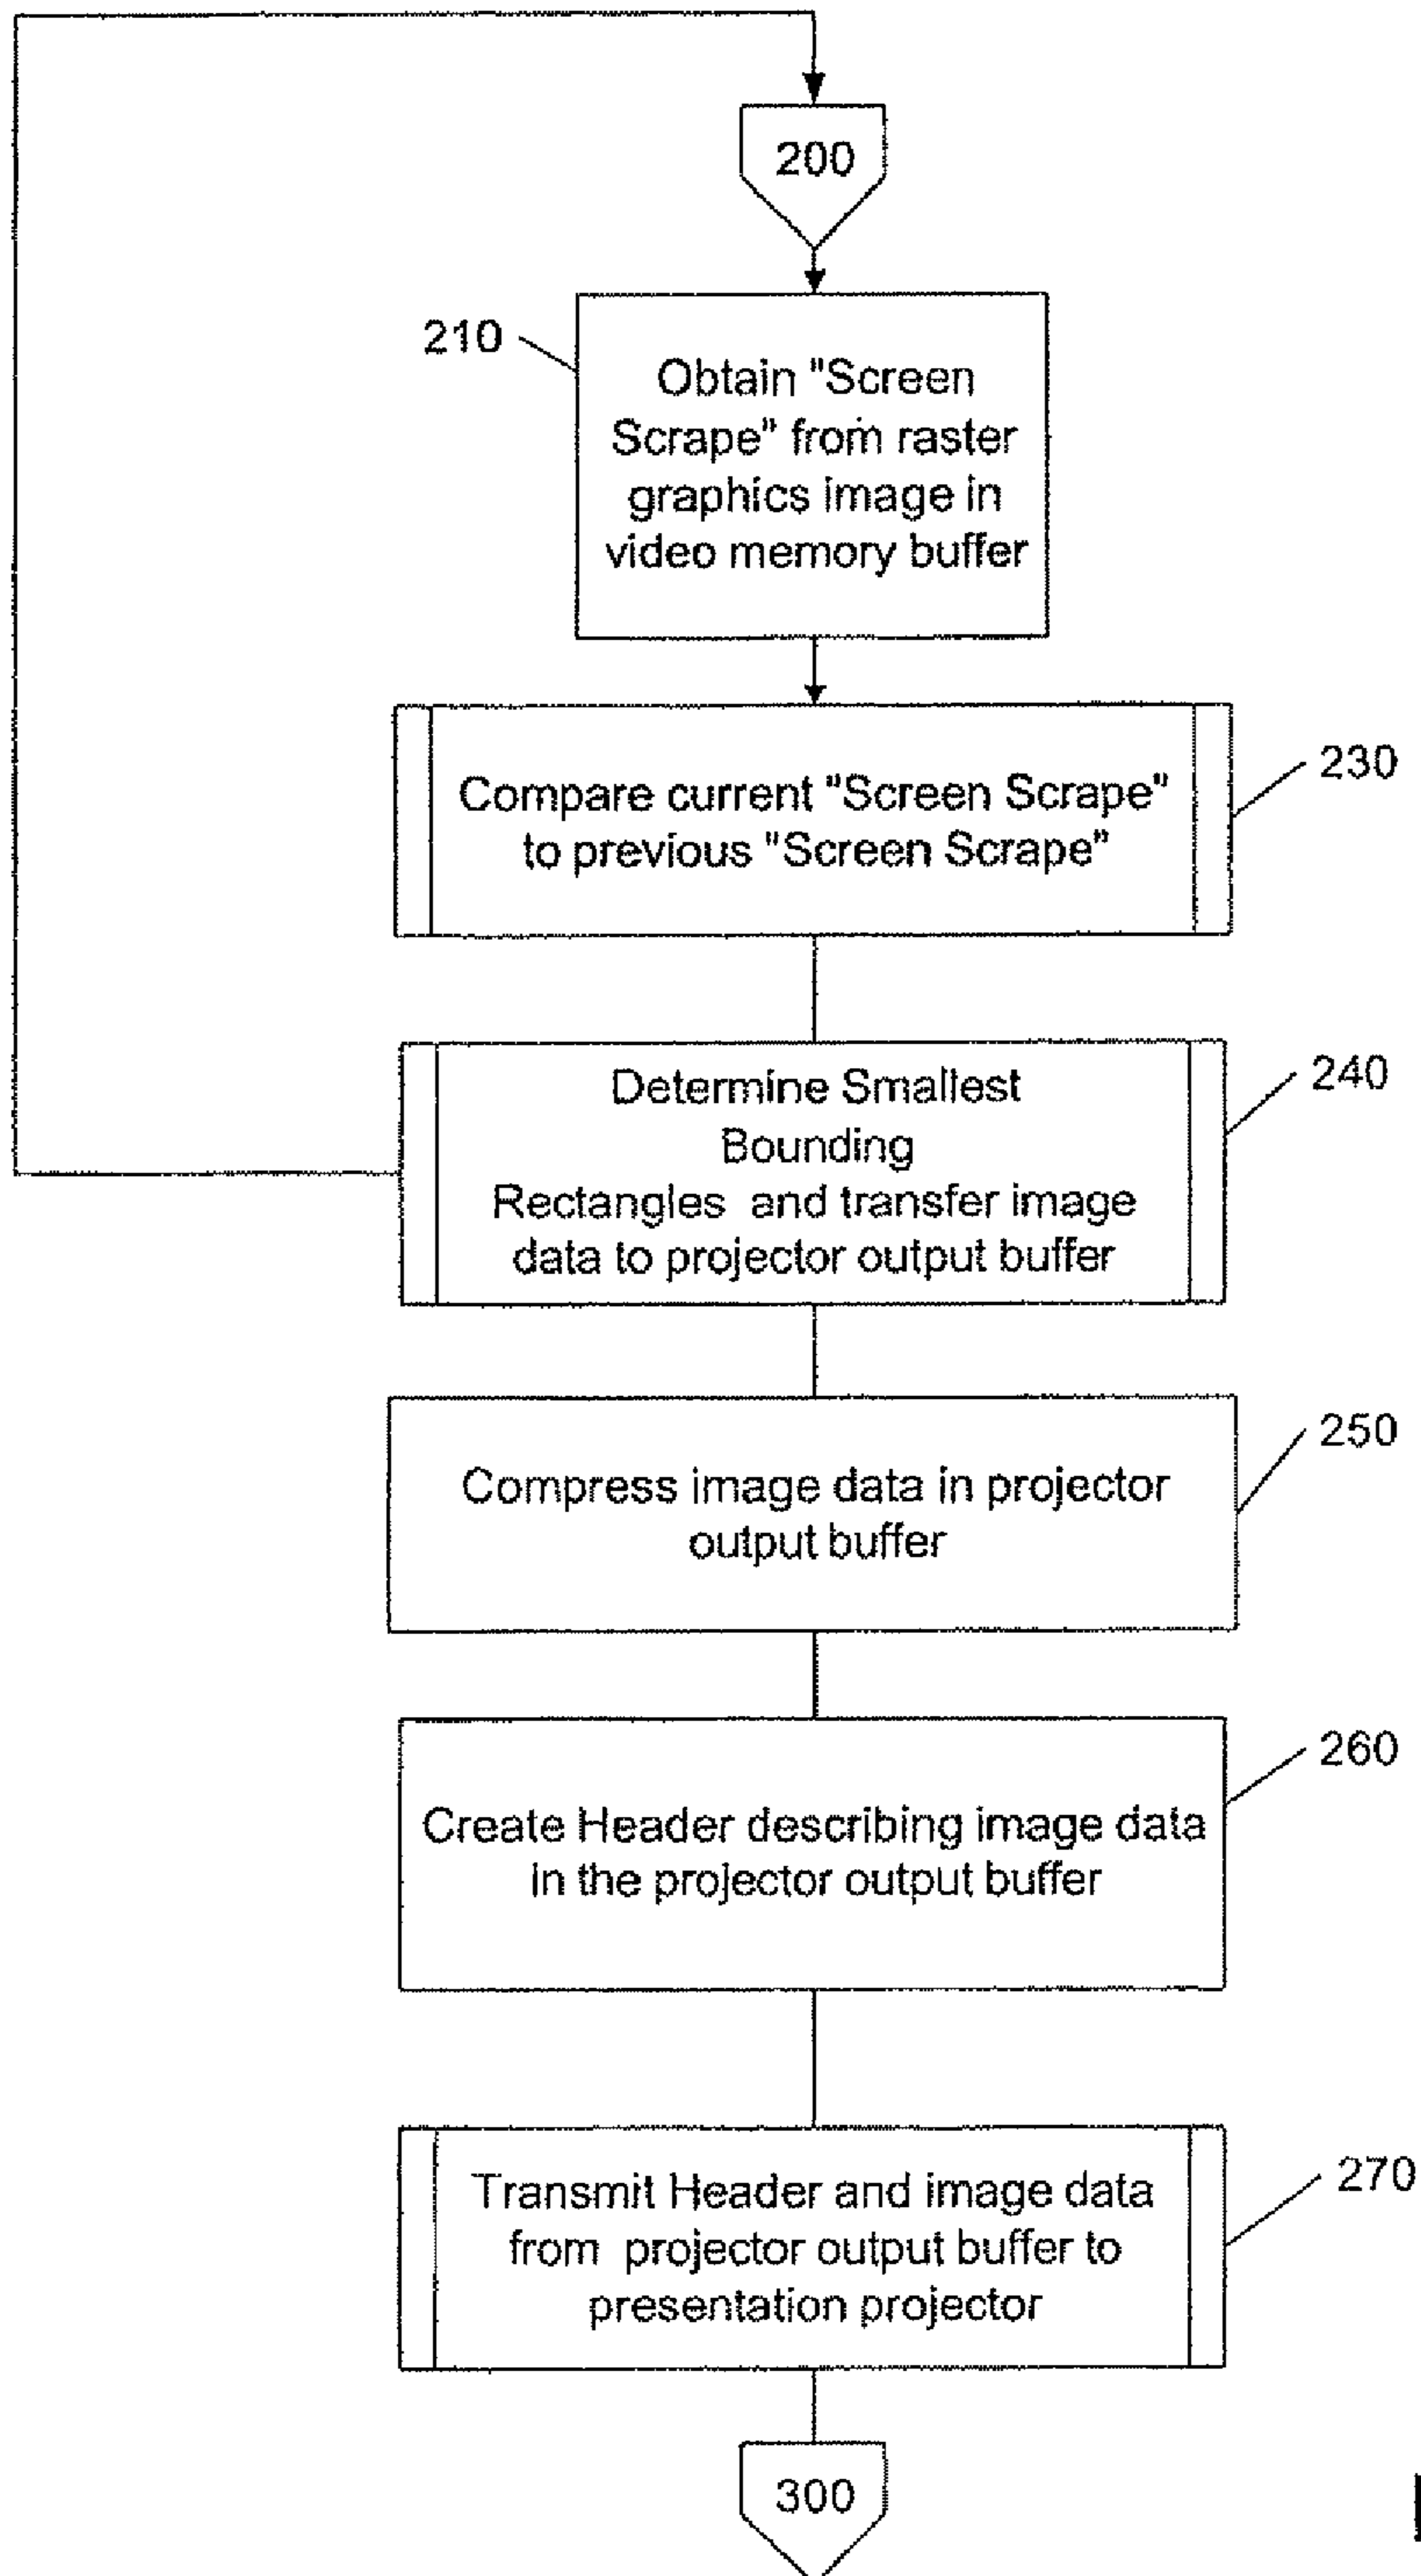 200
210
Obtain "Screen
Scrape" from raster
graphics image in
video memory buffer
230
Compare current "Screen Scrape"
to previous "Screen Scrape"
240
Determine Smallest
Bounding
Rectangles and transfer image
data to projector output buffer
250
Compress image data in projector
output buffer
260
Create Header describing image data
in the projector output buffer
270
Transmit Header and image data
from projector output buffer to
presentation projector
300